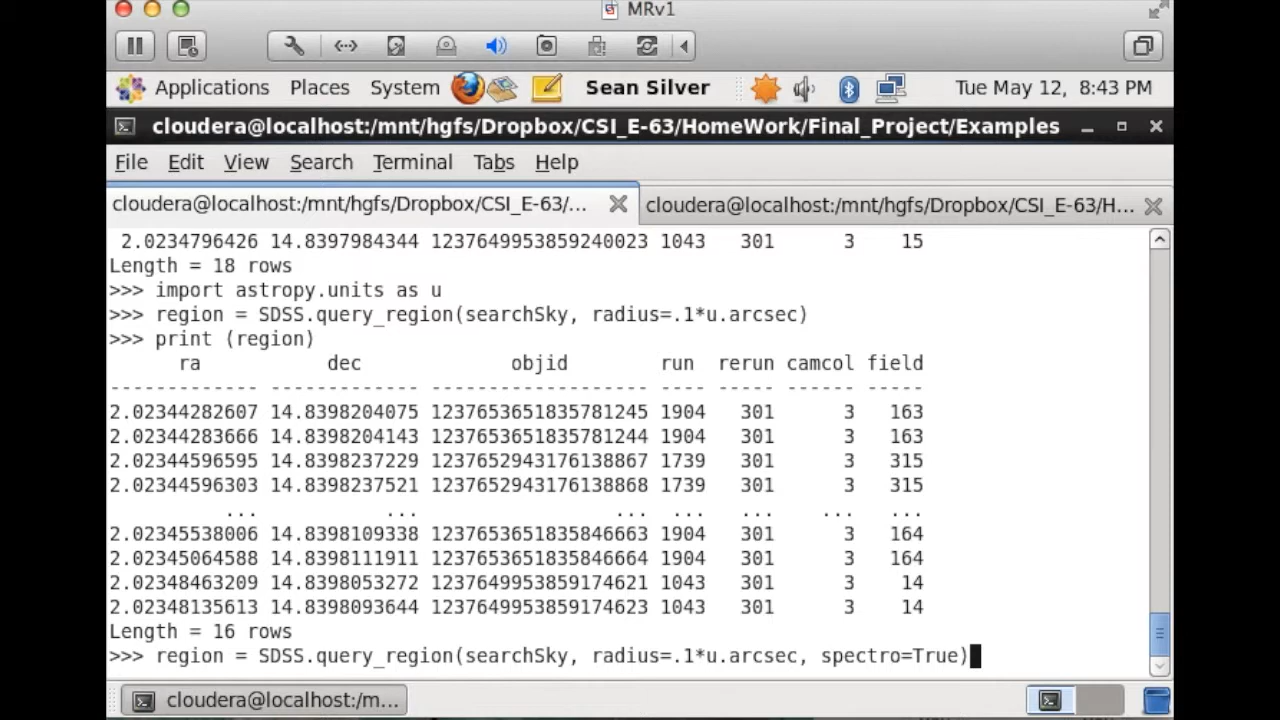 MRv1
Applications Places System Sean Silver Tue May 12, 8:43 PM
cloudera@localhost:/mnt/hgfs/Dropbox/CSI_E-63/HomeWork/Final_Project/Examples
File Edit View Search Terminal Tabs Help
cloudera@localhost:/mnt/hgfs/Dropbox/CSI_E-63/... cloudera@localhost:/mnt/hgfs/Dropbox/CSI_E-63/H...
2.0234796426 14.8397984344 1237649953859240023 1043 301 3 15
Length = 18 rows
>>> import astropy.units as u
>>> region = SDSS.query_region(searchSky, radius=.1*u.arcsec)
>>> print (region)
ra dec objid run rerun camcol field
------------- ------------- ------------------- ---- ----- ------ -----
2.02344282607 14.8398204075 1237653651835781245 1904 301 3 163
2.02344283666 14.8398204143 1237653651835781244 1904 301 3 163
2.02344596595 14.8398237229 1237652943176138867 1739 301 3 315
2.02344596303 14.8398237521 1237652943176138868 1739 301 3 315
... ... ... ... ... ... ...
2.02345538006 14.8398109338 1237653651835846663 1904 301 3 164
2.02345064588 14.8398111911 1237653651835846664 1904 301 3 164
2.02348463209 14.8398053272 1237649953859174621 1043 301 3 14
2.02348135613 14.8398093644 1237649953859174623 1043 301 3 14
Length = 16 rows
>>> region = SDSS.query_region(searchSky, radius=.1*u.arcsec, spectro=True)
cloudera@localhost:/m...